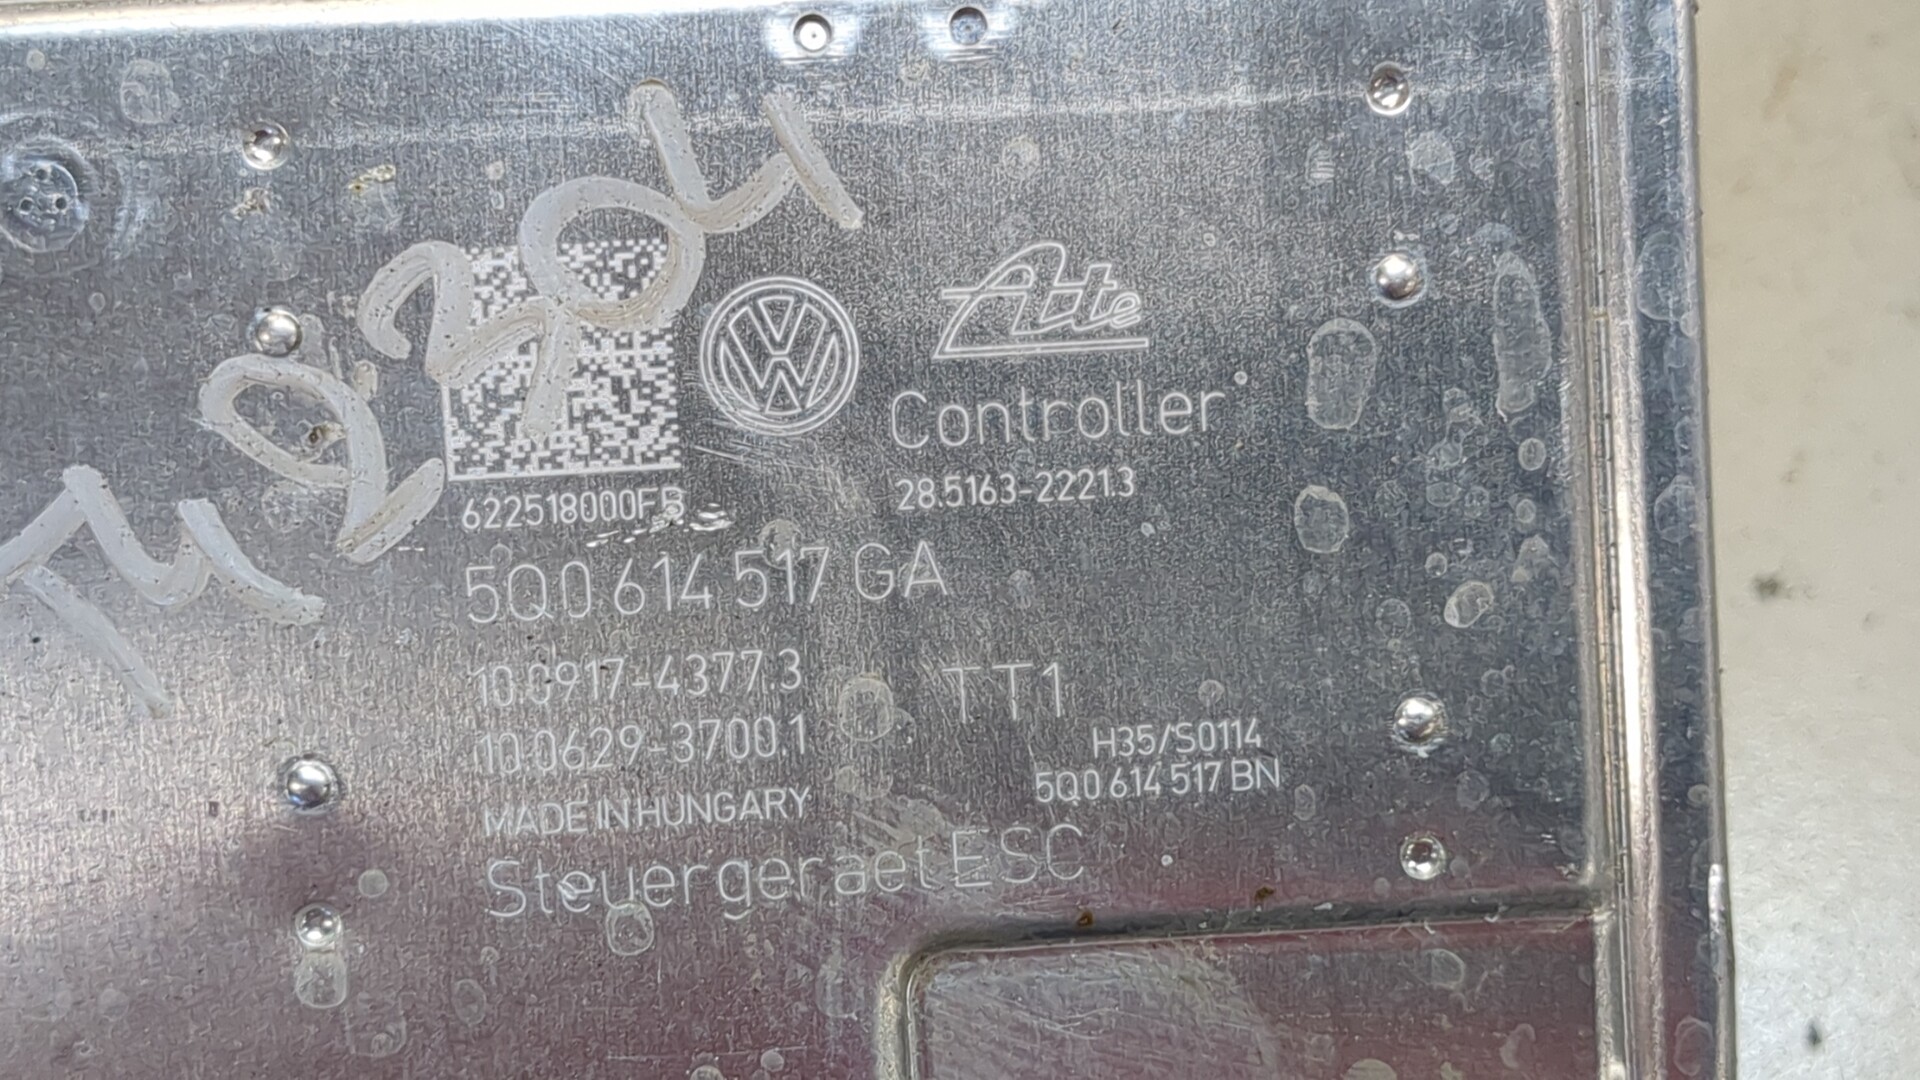 Ate
Controller
28.5163-2221.3
622518000FB
5Q0 614 517 GA
10.0917-4377.3
TT1
10.0629-3700.1
H35/S0114
5Q0 614 517 BN
MADE IN HUNGARY
Steuergeraet ESC